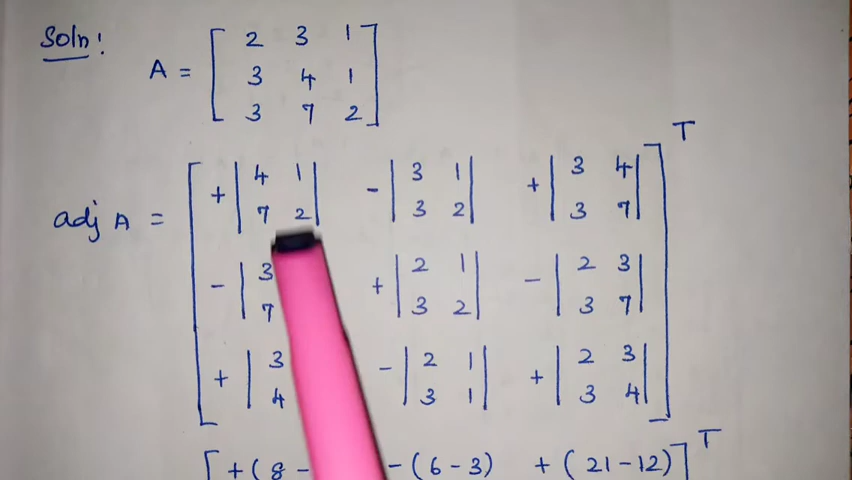 Soln:
A = [ 2 3 1
3 4 1
3 7 2 ]
adj A = [ + | 4 1 | - | 3 1 | + | 3 4 | ] T
| 7 2 | | 3 2 | | 3 7 |
- | 3 + | 2 1 | - | 2 3 |
| 7 | 3 2 | | 3 7 |
+ | 3 - | 2 1 | + | 2 3 |
| 4 | 3 1 | | 3 4 |
[ +(8 - -(6-3) +(21-12) ] T